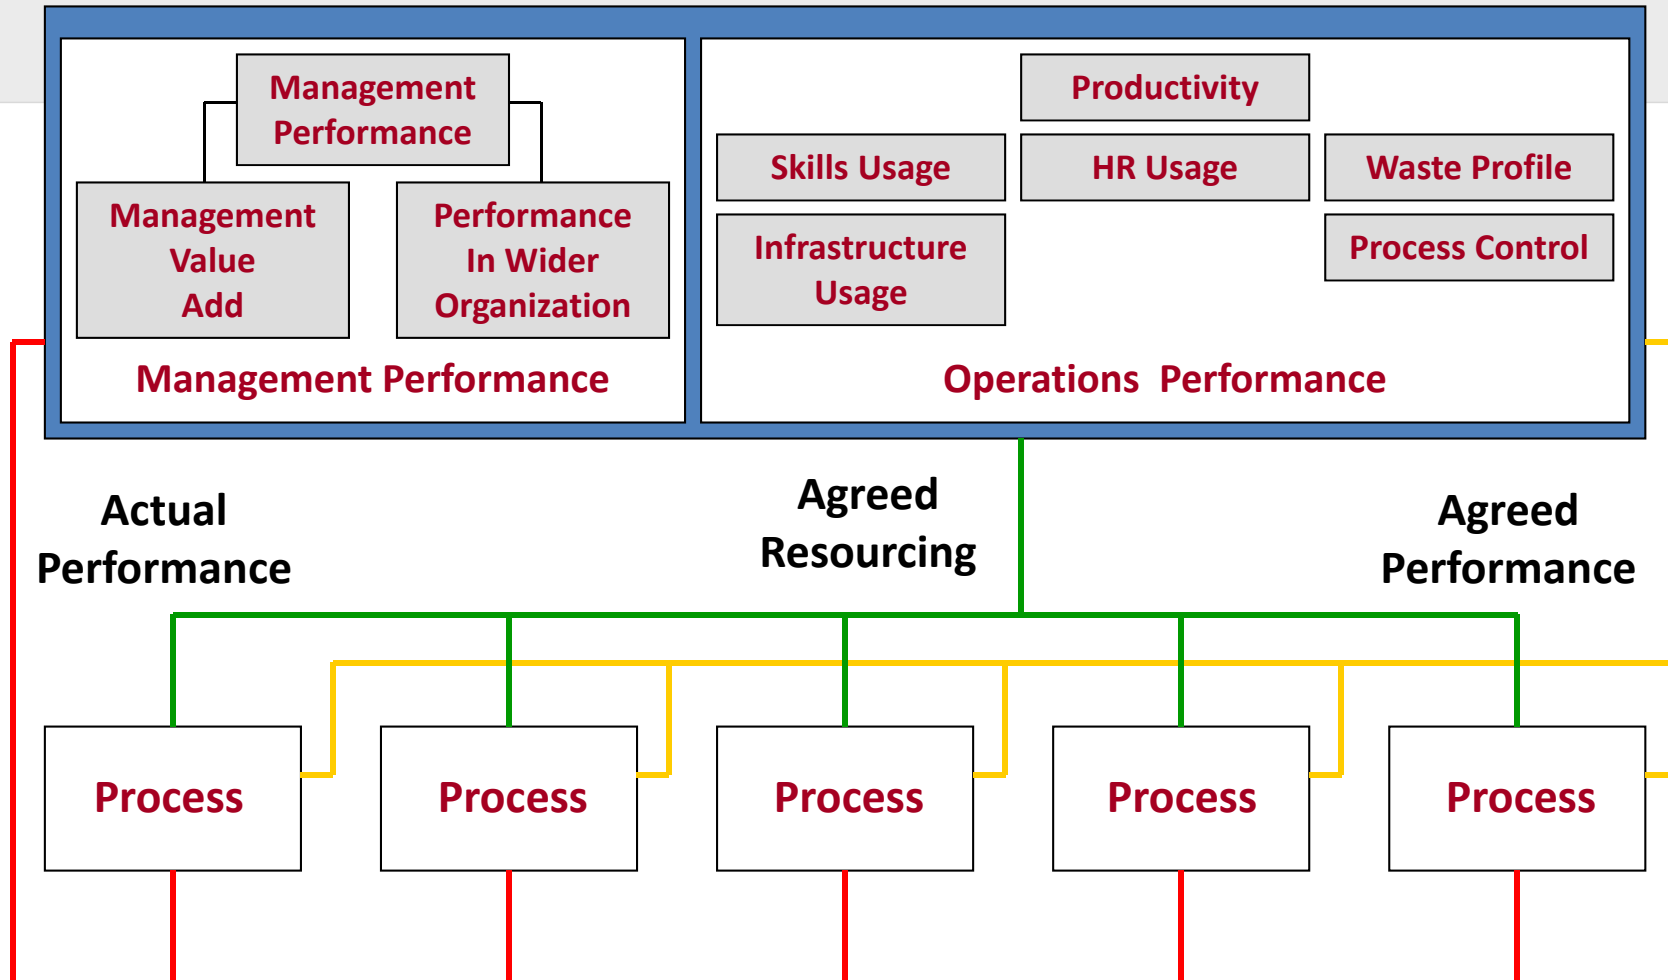 Management
Performance
Management
Value
Add
Performance
In Wider
Organization
Management Performance
Productivity
Skills Usage
HR Usage
Waste Profile
Infrastructure
Usage
Process Control
Operations Performance
Actual
Performance
Agreed
Resourcing
Agreed
Performance
Process
Process
Process
Process
Process